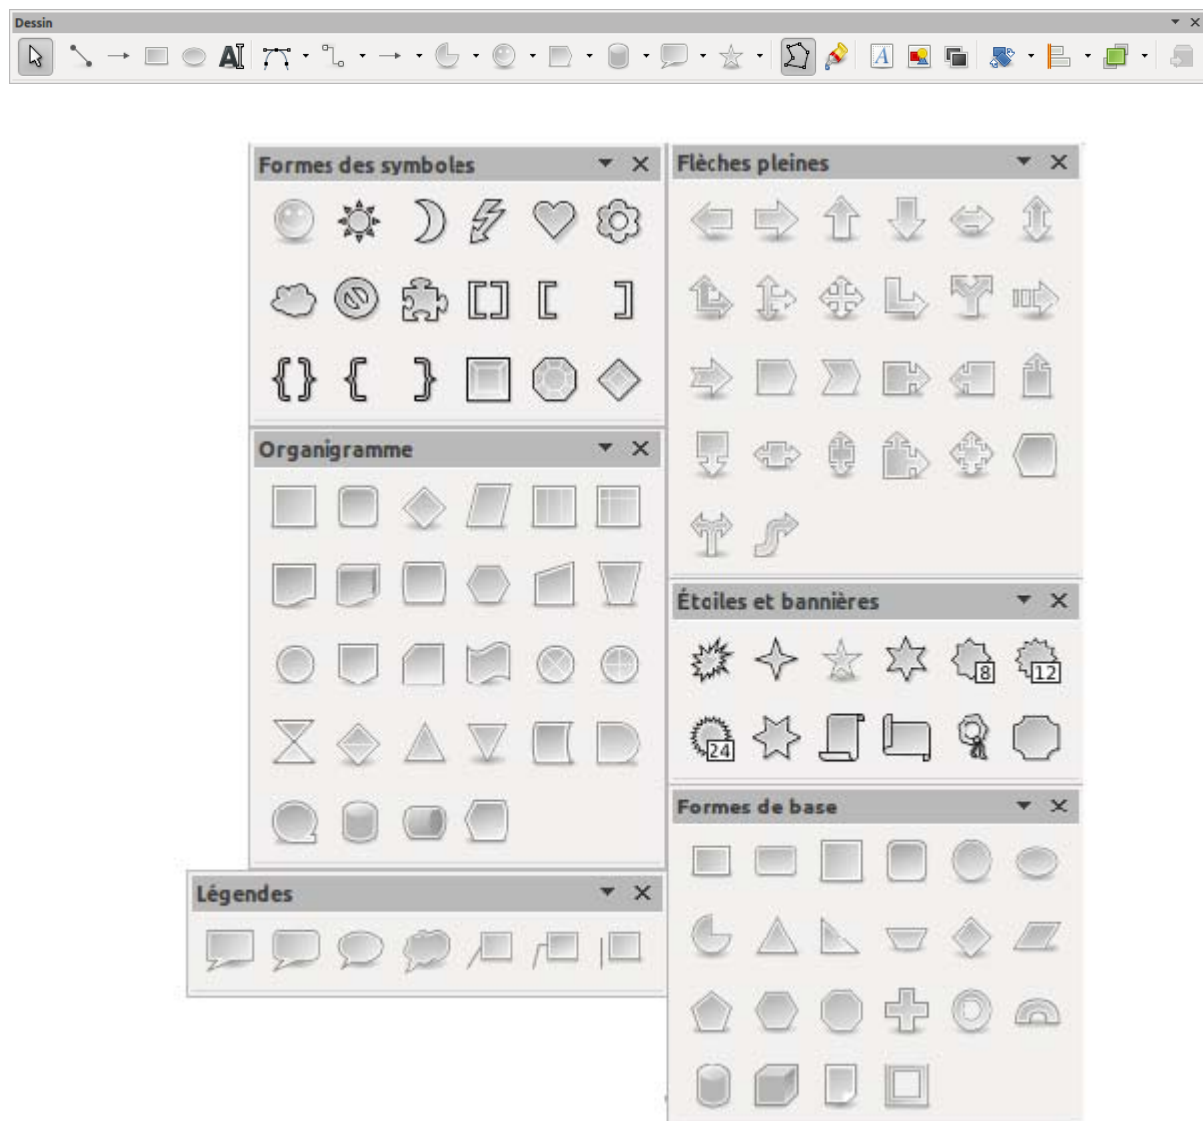 Dessin
Formes des symboles
Flèches pleines
Organigramme
Étoiles et bannières
8
12
24
Formes de base
Légendes